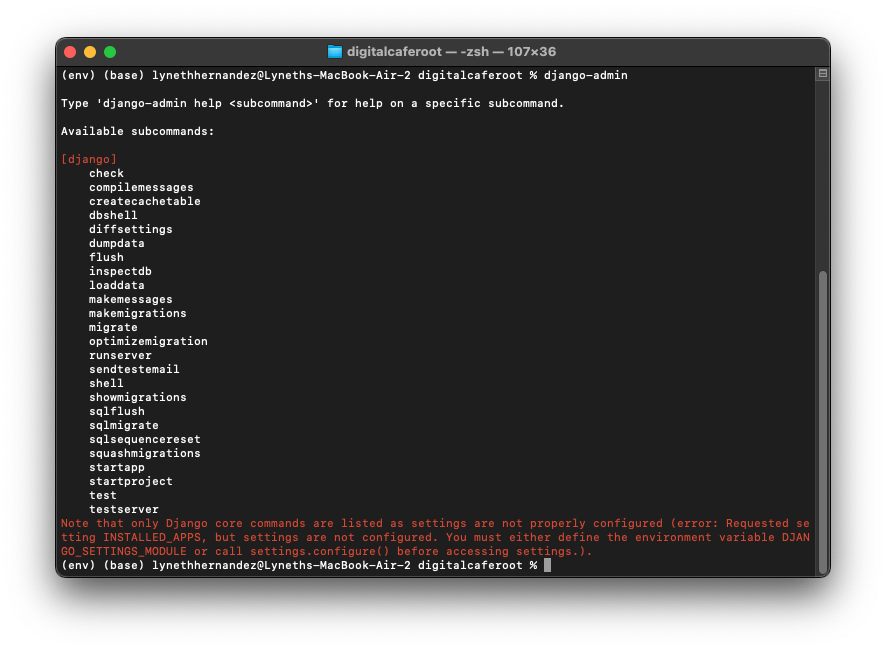 digitalcaferoot — -zsh — 107×36
(env) (base) lynethhernandez@Lyneths-MacBook-Air-2 digitalcaferoot % django-admin
Type 'django-admin help <subcommand>' for help on a specific subcommand.
Available subcommands:
[django]
    check
    compilemessages
    createcachetable
    dbshell
    diffsettings
    dumpdata
    flush
    inspectdb
    loaddata
    makemessages
    makemigrations
    migrate
    optimizemigration
    runserver
    sendtestemail
    shell
    showmigrations
    sqlflush
    sqlmigrate
    sqlsequencereset
    squashmigrations
    startapp
    startproject
    test
    testserver
Note that only Django core commands are listed as settings are not properly configured (error: Requested se
tting INSTALLED_APPS, but settings are not configured. You must either define the environment variable DJAN
GO_SETTINGS_MODULE or call settings.configure() before accessing settings.).
(env) (base) lynethhernandez@Lyneths-MacBook-Air-2 digitalcaferoot %